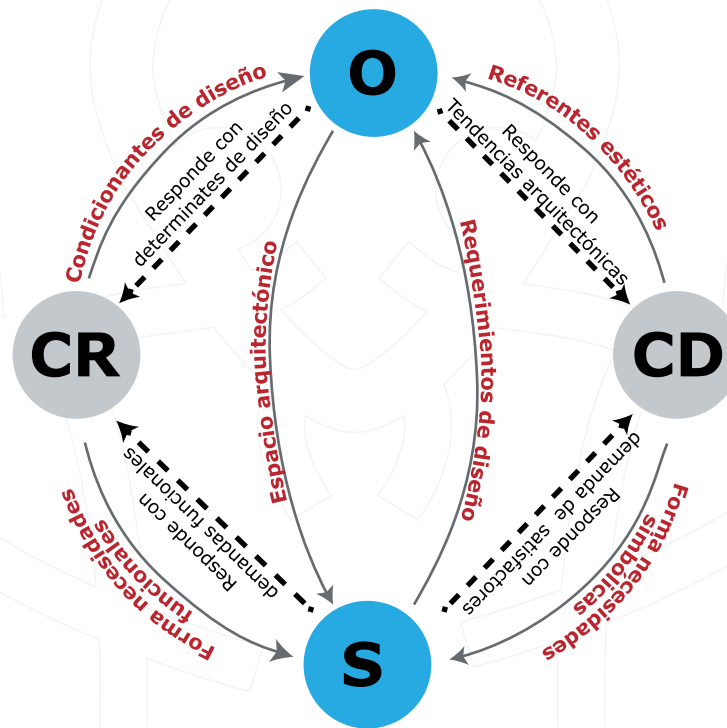 O
Condicionantes de diseño
Responde con
determinates de diseño
Referentes estéticos
Responde con
Tendencias arquitectónicas
CR
Espacio arquitectónico
Requerimientos de diseño
CD
Forma necesidades
funcionales
Responde con
demandas funcionales
Responde con
demanda de satisfactores
Forma necesidades
simbólicas
S